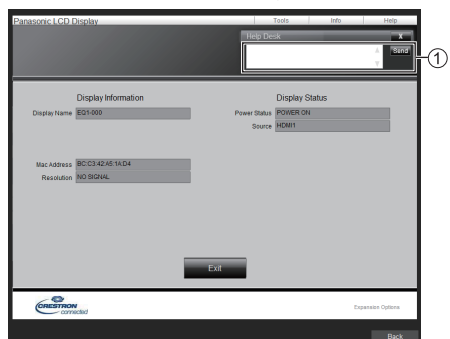 Panasonic LCD Display
Tools Info Help
Help Desk X
Send
1
Display Information Display Status
Display Name EQ1-000 Power Status POWER ON
Source HDMI1
Mac Address BC:C3:42:A5:1A:D4
Resolution NO SIGNAL
Exit
CRESTRON
connected
Expansion Options
Back